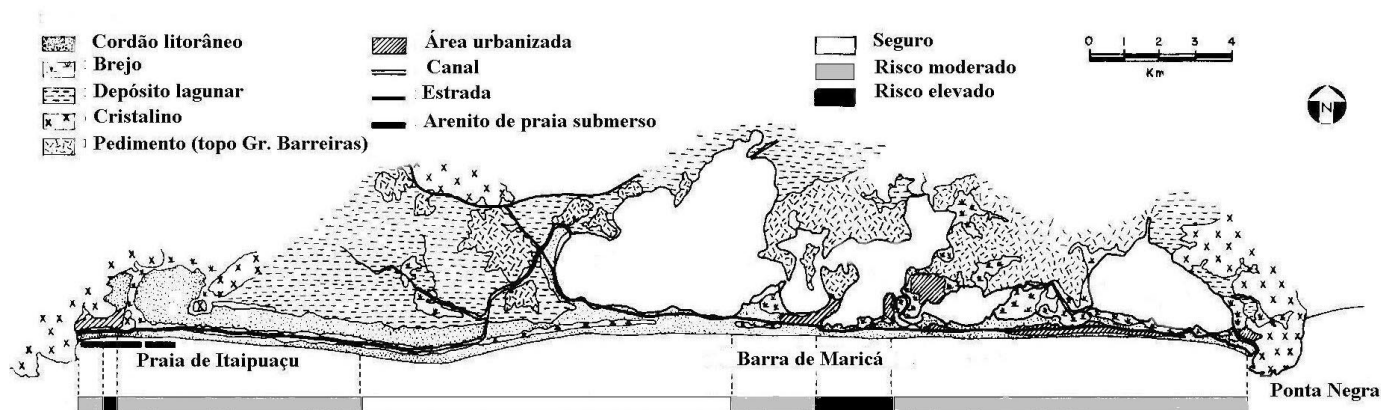 Cordão litorâneo
Brejo
Depósito lagunar
Cristalino
Pedimento (topo Gr. Barreiras)
Área urbanizada
Canal
Estrada
Arenito de praia submerso
Seguro
Risco moderado
Risco elevado
0 1 2 3 4
Km
N
Praia de Itaipuaçu
Barra de Maricá
Ponta Negra